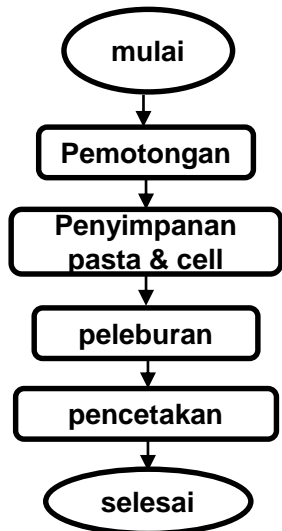 mulai
Pemotongan
Penyimpanan
pasta & cell
peleburan
pencetakan
selesai